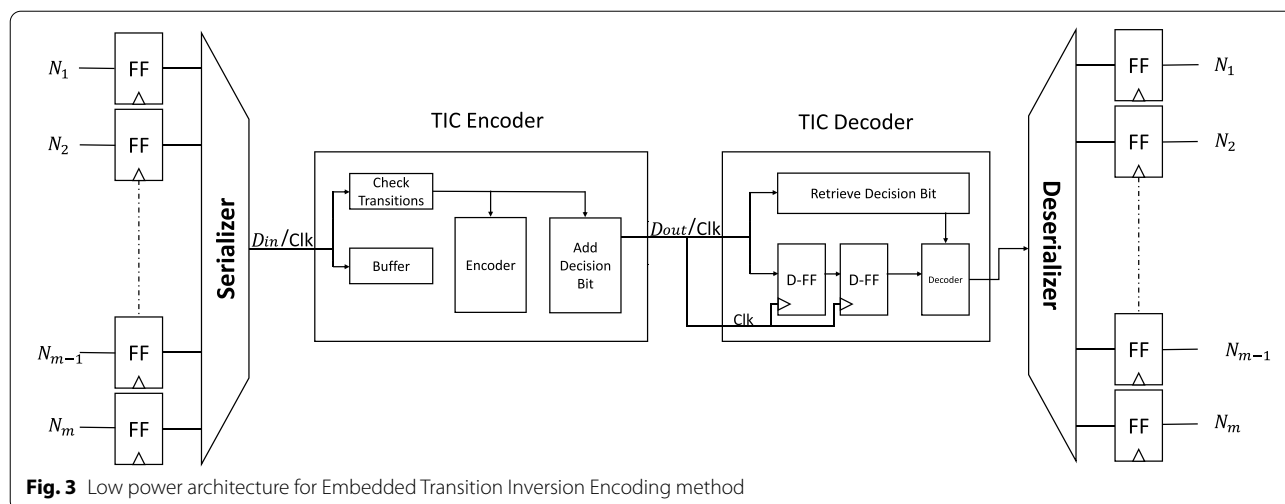 N₁
FF
N₂
FF
Nₘ₋₁
FF
Nₘ
FF
Serializer
Din/Clk
TIC Encoder
Check
Transitions
Buffer
Encoder
Add
Decision
Bit
Dout/Clk
TIC Decoder
Retrieve Decision Bit
D-FF
D-FF
Decoder
Clk
Deserializer
FF
N₁
FF
N₂
FF
Nₘ₋₁
FF
Nₘ
Fig. 3 Low power architecture for Embedded Transition Inversion Encoding method